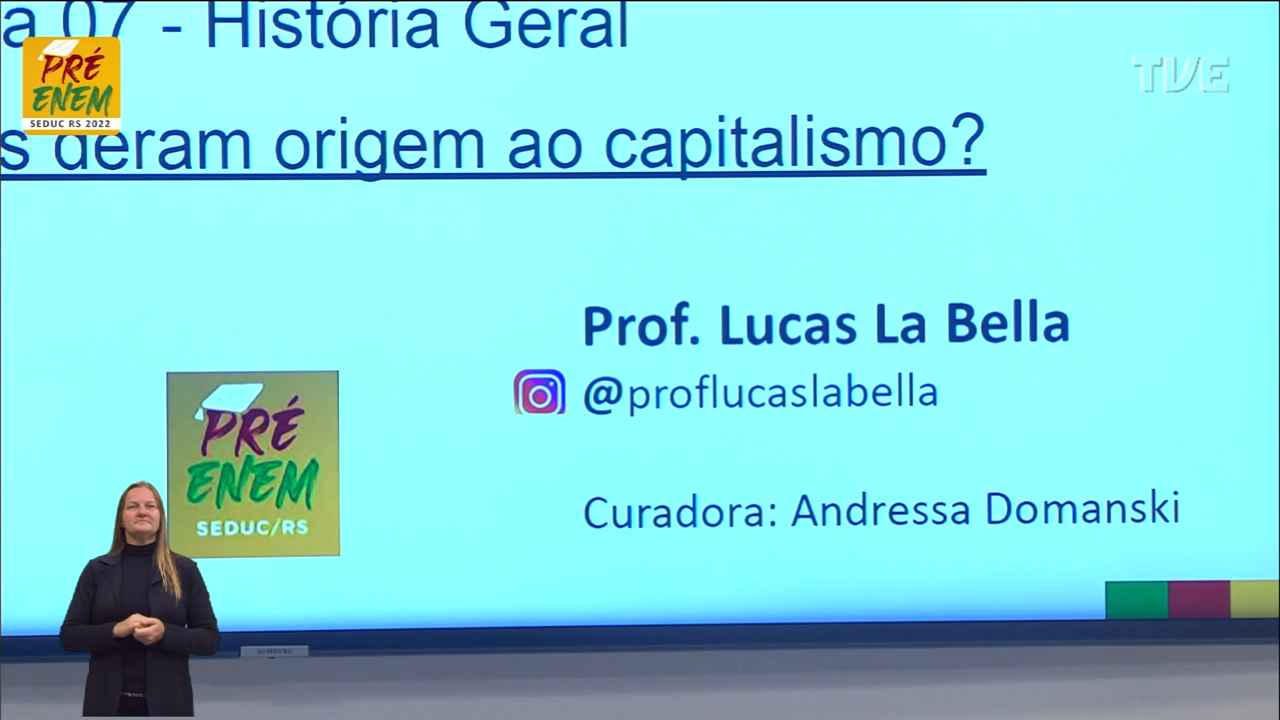 a 07 - História Geral
PRÉ
ENEM
SEDUC RS 2022
TVE
s deram origem ao capitalismo?
Prof. Lucas La Bella
@proflucaslabella
PRÉ
ENEM
SEDUC/RS
Curadora: Andressa Domanski
SAMSUNG